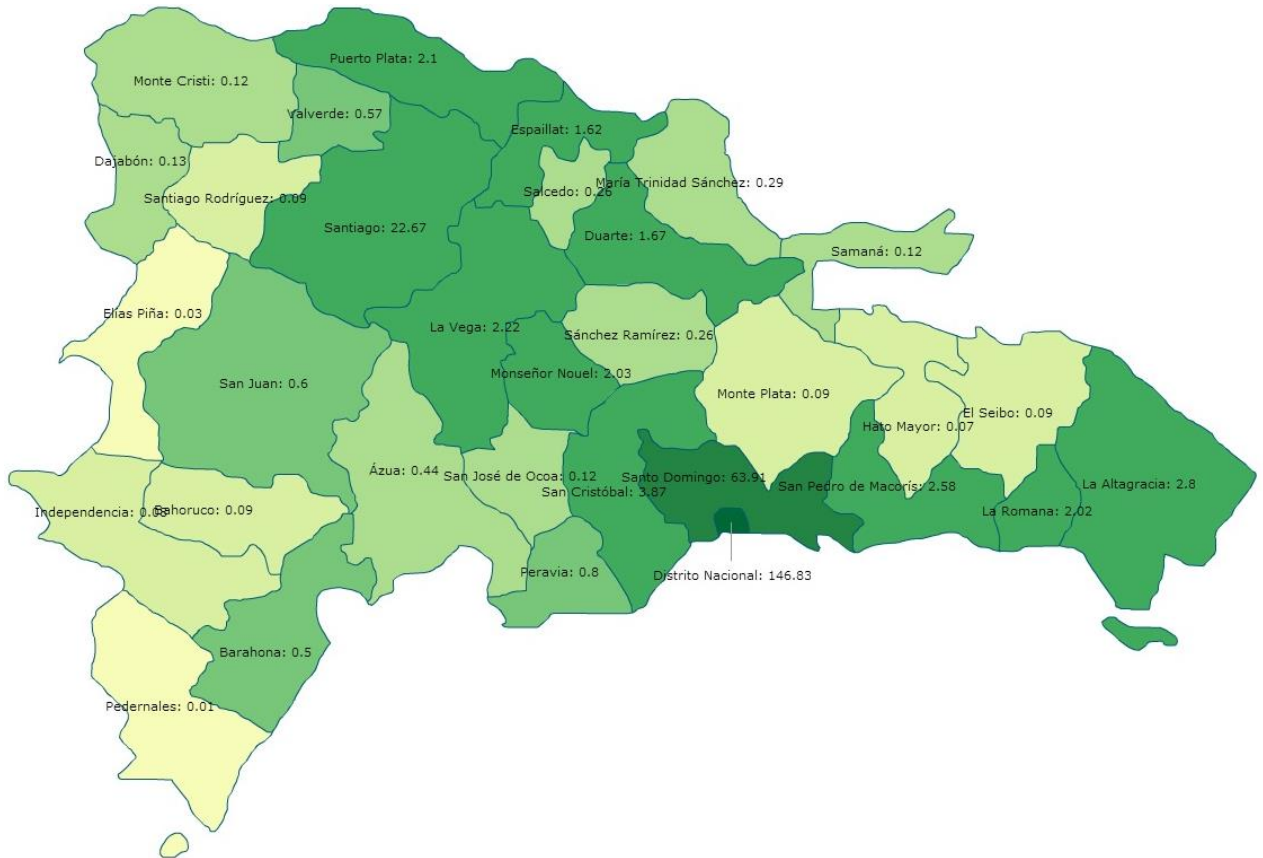 Puerto Plata: 2.1
Monte Cristi: 0.12
Valverde: 0.57
Espaillat: 1.62
Dajabón: 0.13
María Trinidad Sánchez: 0.29
Salcedo: 0.26
Santiago Rodríguez: 0.09
Santiago: 22.67
Duarte: 1.67
Samaná: 0.12
Elías Piña: 0.03
La Vega: 2.22
Sánchez Ramírez: 0.26
San Juan: 0.6
Monseñor Nouel: 2.03
Monte Plata: 0.09
El Seibo: 0.09
Hato Mayor: 0.07
Ázua: 0.44
San José de Ocoa: 0.12
Santo Domingo: 63.91
San Cristóbal: 3.87
San Pedro de Macorís: 2.58
La Altagracia: 2.8
Independencia: 0.08
Bahoruco: 0.09
La Romana: 2.02
Peravia: 0.8
Distrito Nacional: 146.83
Barahona: 0.5
Pedernales: 0.01